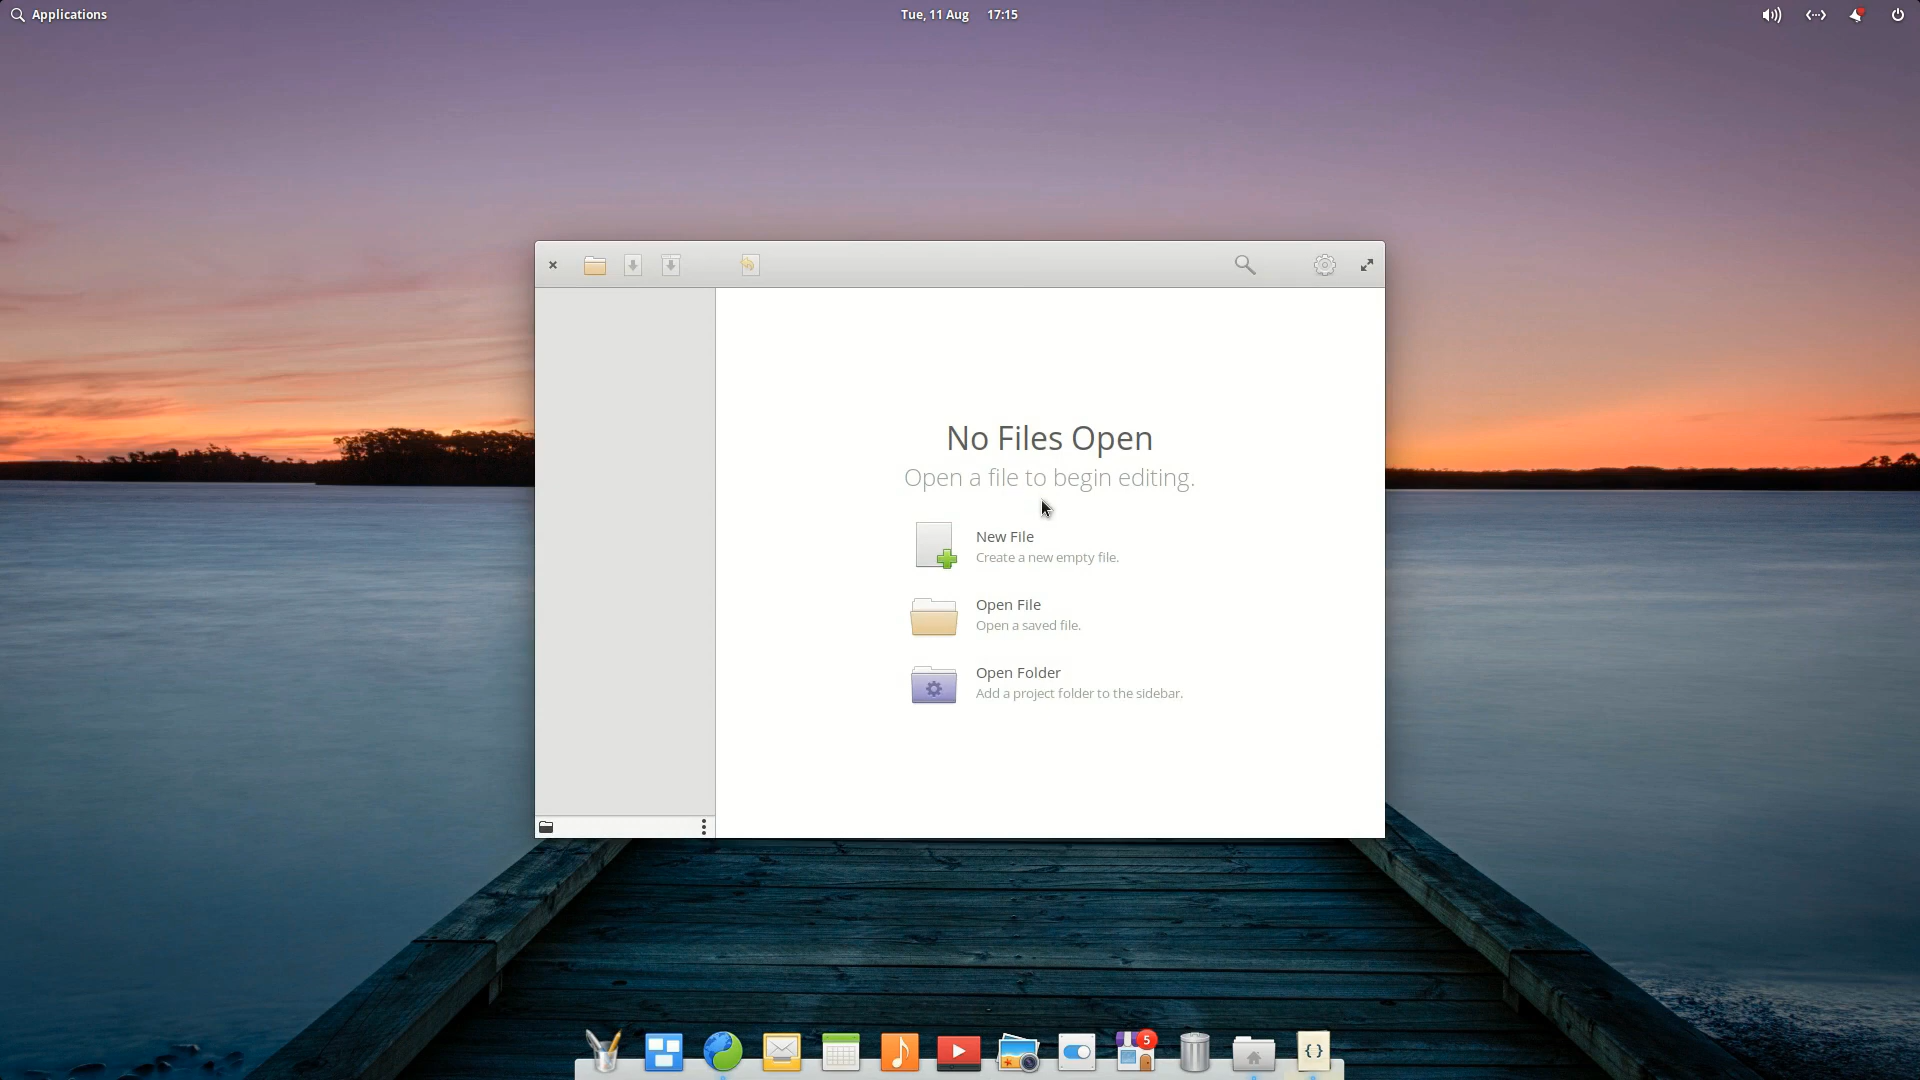 Applications
Tue, 11 Aug 17:15
No Files Open
Open a file to begin editing.
New File
Create a new empty file.
Open File
Open a saved file.
Open Folder
Add a project folder to the sidebar.
5
{ }